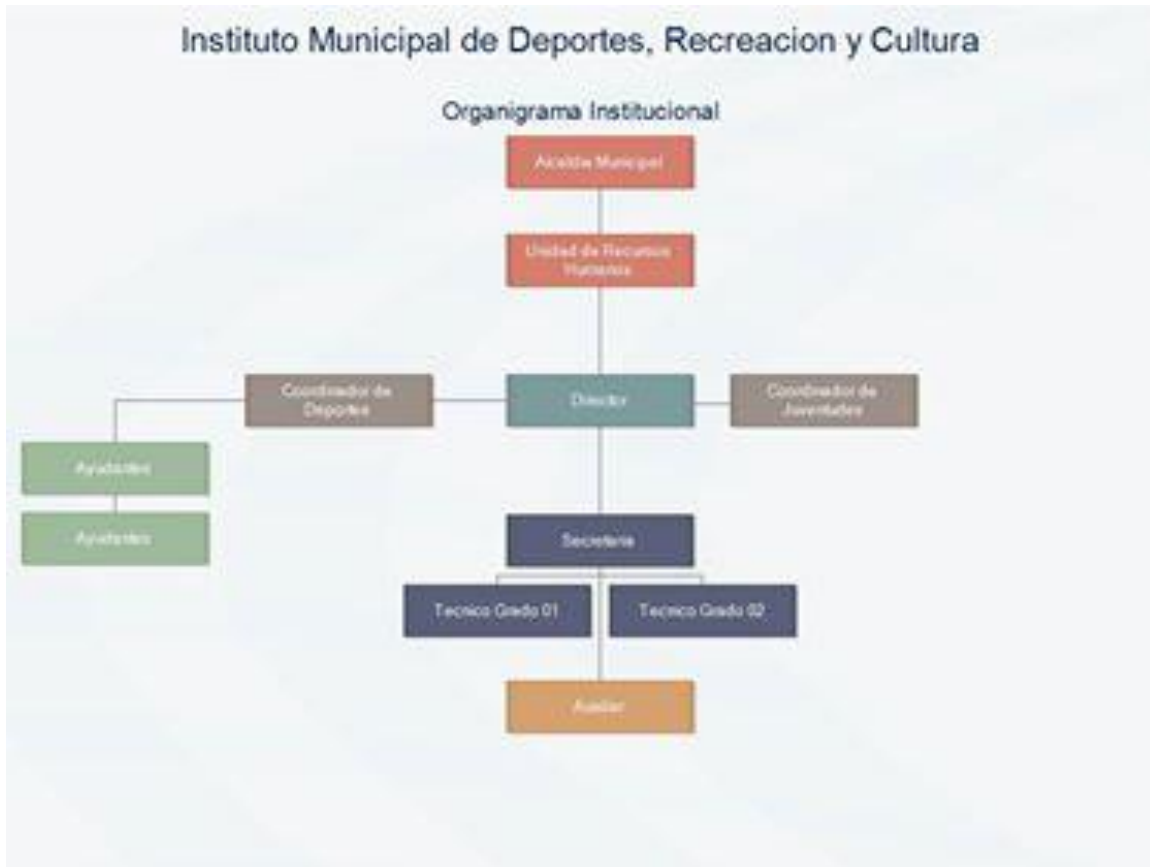 Instituto Municipal de Deportes, Recreacion y Cultura
Organigrama Institucional
Alcaldia Municipal
Unidad de Recursos
Humanos
Coordinador de
Deportes
Director
Coordinador de
Juventudes
Ayudantes
Ayudantes
Secretaria
Tecnico Grado 01
Tecnico Grado 02
Auxiliar